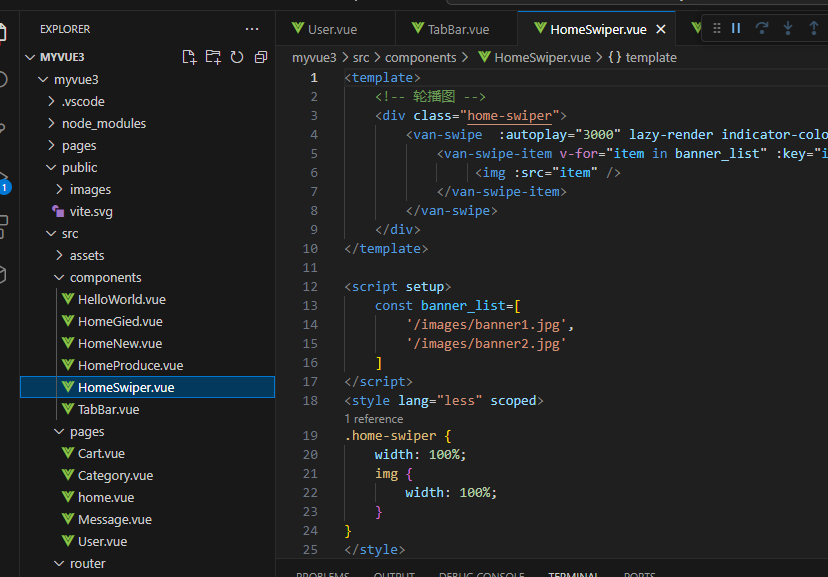 EXPLORER
MYVUE3
myvue3
.vscode
node_modules
pages
public
images
vite.svg
src
assets
components
HelloWorld.vue
HomeGied.vue
HomeNew.vue
HomeProduce.vue
HomeSwiper.vue
TabBar.vue
pages
Cart.vue
Category.vue
home.vue
Message.vue
User.vue
router
1
User.vue
TabBar.vue
HomeSwiper.vue
myvue3 > src > components > HomeSwiper.vue > {} template
1 <template>
2 <!-- 轮播图 -->
3 <div class="home-swiper">
4 <van-swipe :autoplay="3000" lazy-render indicator-colo
5 <van-swipe-item v-for="item in banner_list" :key="i
6 <img :src="item" />
7 </van-swipe-item>
8 </van-swipe>
9 </div>
10 </template>
11
12 <script setup>
13 const banner_list=[
14 '/images/banner1.jpg',
15 '/images/banner2.jpg'
16 ]
17 </script>
18 <style lang="less" scoped>
1 reference
19 .home-swiper {
20 width: 100%;
21 img {
22 width: 100%;
23 }
24 }
25 </style>
PROBLEMS OUTPUT DEBUG CONSOLE TERMINAL PORTS